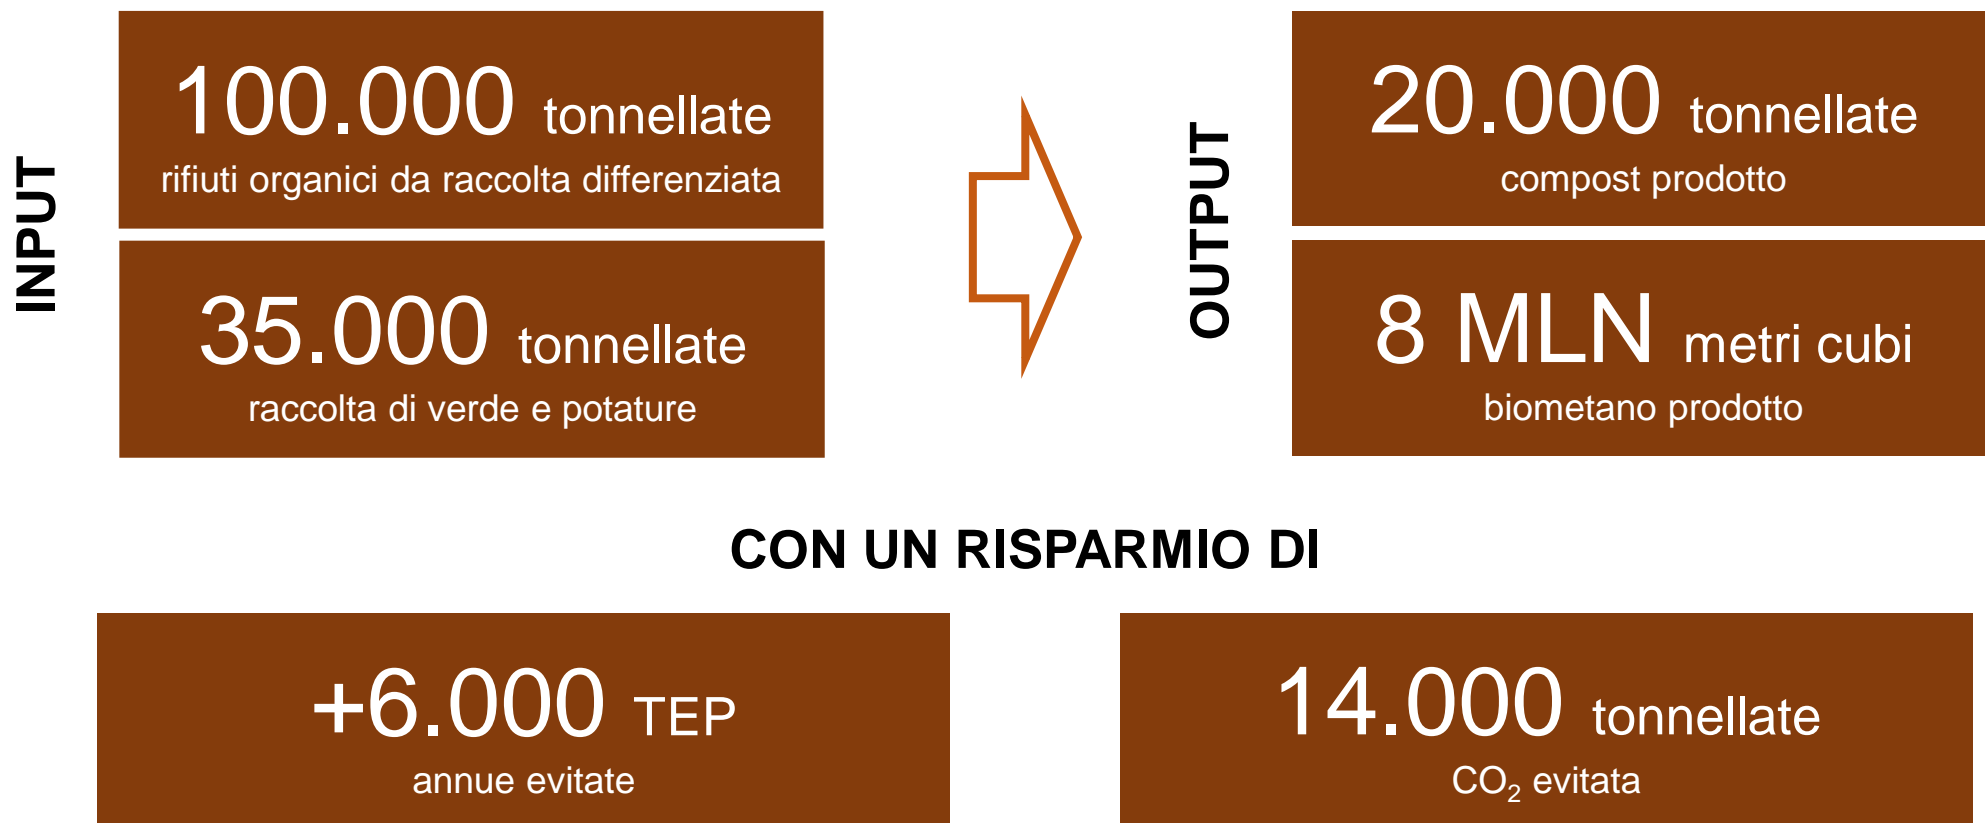 INPUT
100.000 tonnellate
rifiuti organici da raccolta differenziata
35.000 tonnellate
raccolta di verde e potature
OUTPUT
20.000 tonnellate
compost prodotto
8 MLN metri cubi
biometano prodotto
CON UN RISPARMIO DI
+6.000 TEP
annue evitate
14.000 tonnellate
CO₂ evitata